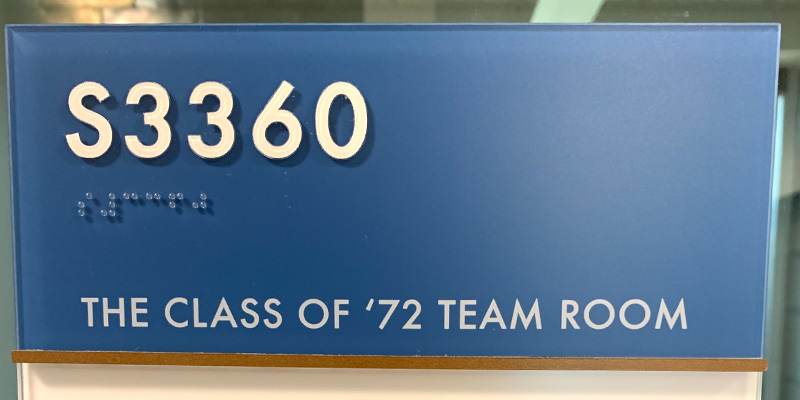 S3360
⠎⠼⠉⠉⠋⠚
THE CLASS OF ‘72 TEAM ROOM